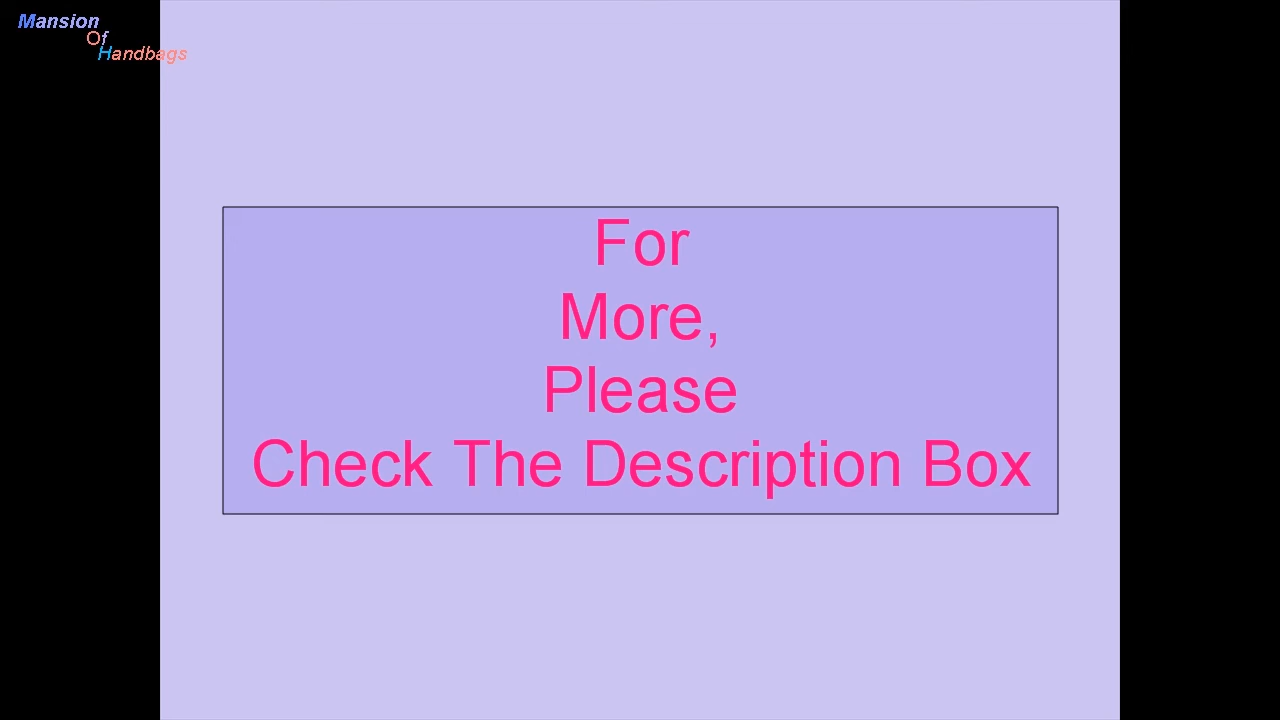 Mansion
Of
Handbags
For
More,
Please
Check The Description Box